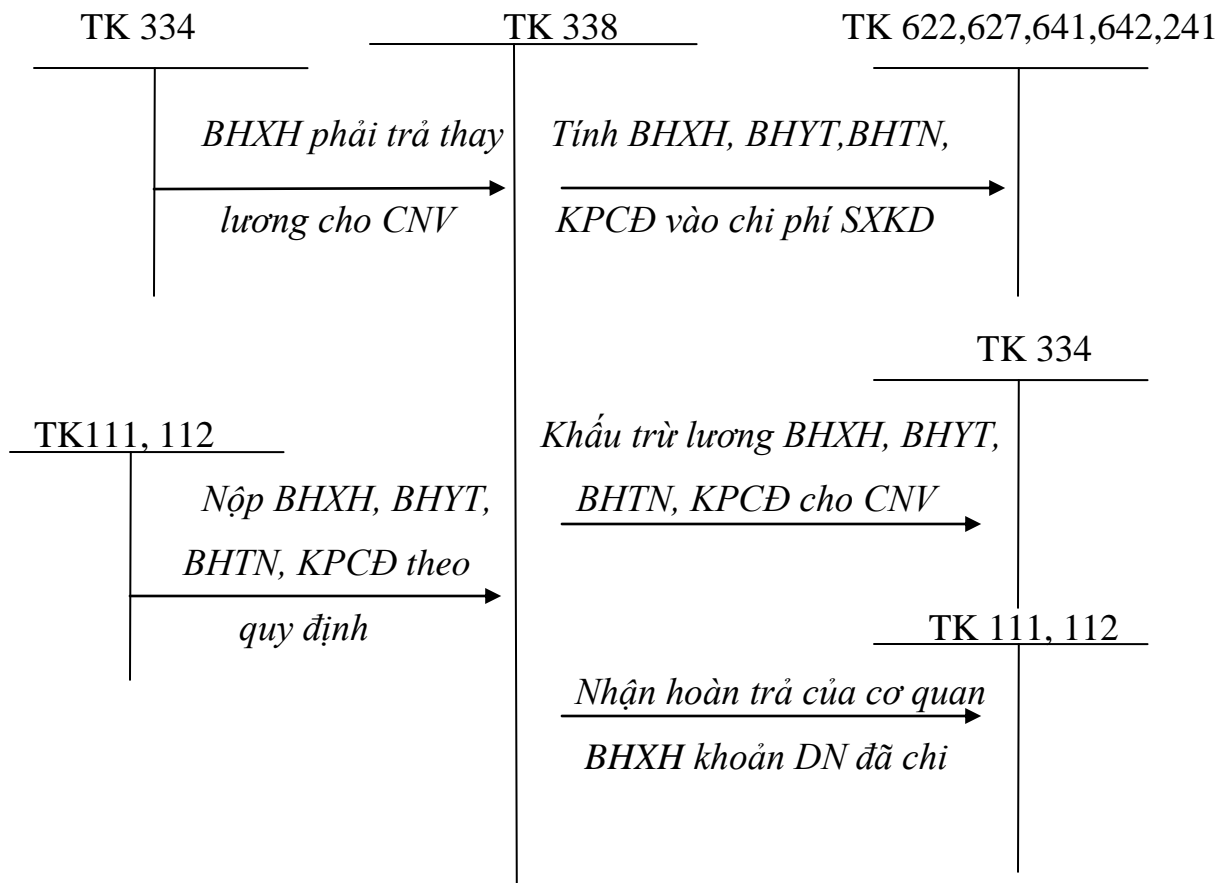 TK 334
TK 338
TK 622,627,641,642,241
BHXH phải trả thay
lương cho CNV
Tính BHXH, BHYT,BHTN,
KPCĐ vào chi phí SXKD
TK 334
TK111, 112
Khấu trừ lương BHXH, BHYT,
BHTN, KPCĐ cho CNV
Nộp BHXH, BHYT,
BHTN, KPCĐ theo
quy định
TK 111, 112
Nhận hoàn trả của cơ quan
BHXH khoản DN đã chi